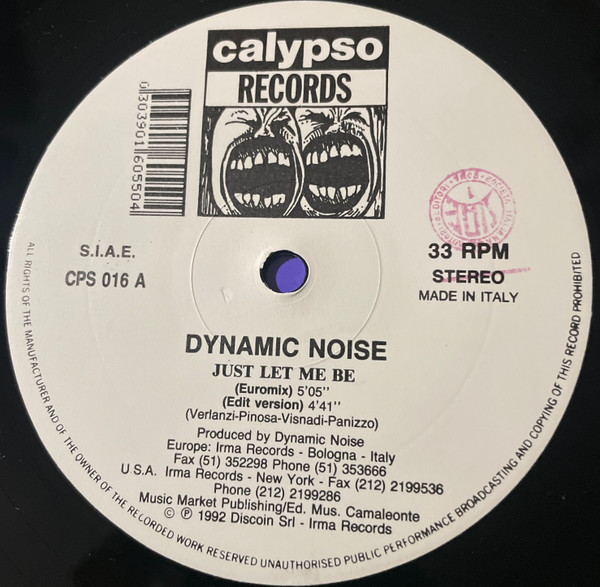 calypso
RECORDS
0303901605504
S.I.A.E.
CPS 016 A
33 RPM
STEREO
MADE IN ITALY
DYNAMIC NOISE
JUST LET ME BE
(Euromix) 5'05''
(Edit version) 4'41''
(Verlanzi-Pinosa-Visnadi-Panizzo)
Produced by Dynamic Noise
Europe: Irma Records - Bologna - Italy
Fax (51) 352298 Phone (51) 353666
U.S.A. Irma Records - New York - Fax (212) 2199536
Phone (212) 2199286
Music Market Publishing/Ed. Mus. Camaleonte
© ℗ 1992 Discoin Srl - Irma Records
ALL RIGHTS OF THE MANUFACTURER AND OF THE OWNER OF THE RECORDED WORK RESERVED UNAUTHORISED PUBLIC PERFORMANCE BROADCASTING AND COPYING OF THIS RECORD PROHIBITED